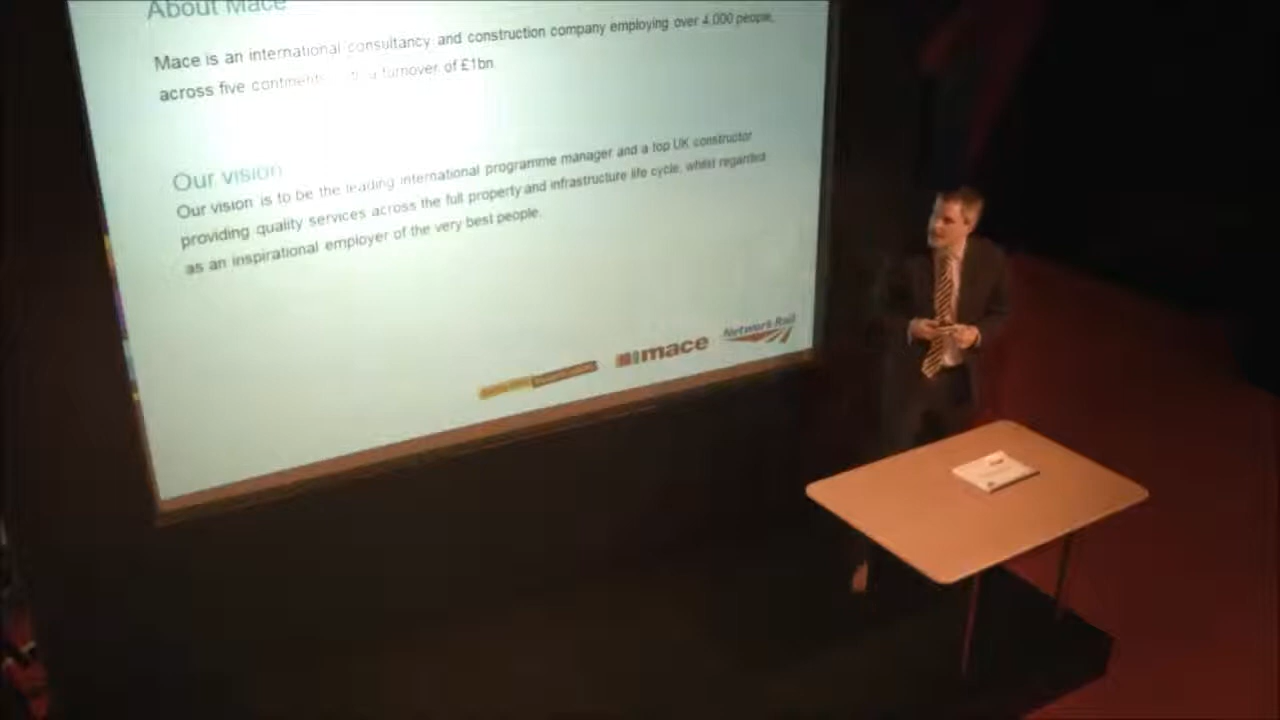 About Mace
Mace is an international consultancy and construction company employing over 4,000 people,
across five continents turnover of £1bn
Our vision
Our vision is to be the leading international programme manager and a top UK constructor
providing quality services across the full property and infrastructure life cycle, whilst regarded
as an inspirational employer of the very best people.
mace
Network Rail